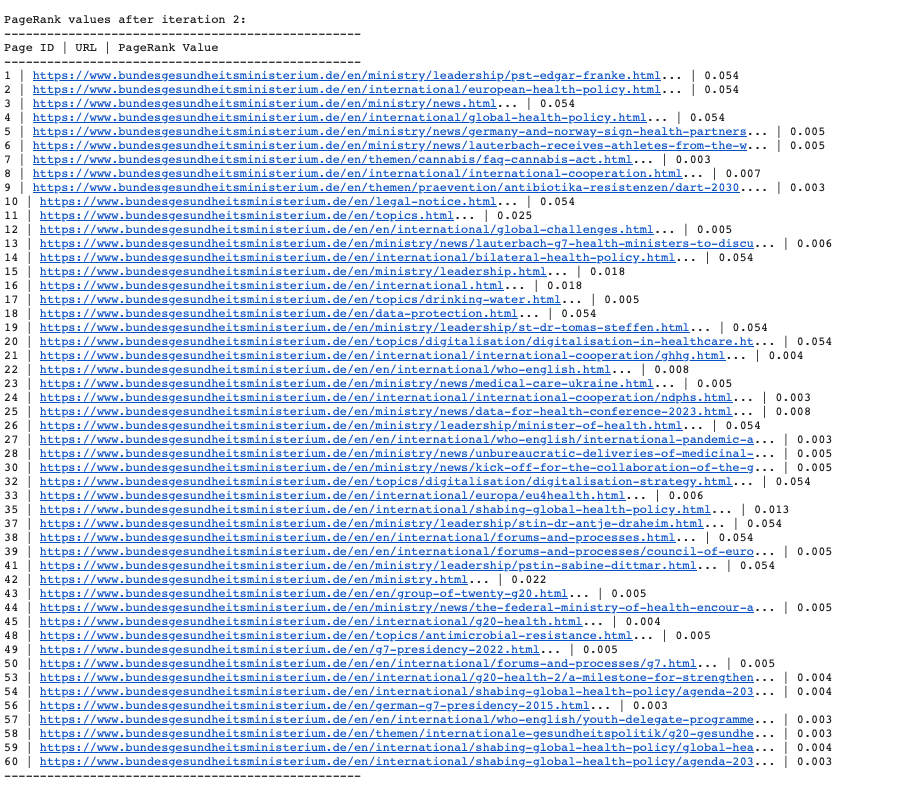 PageRank values after iteration 2:
--------------------------------------------------
Page ID | URL | PageRank Value
--------------------------------------------------
1 | https://www.bundesgesundheitsministerium.de/en/ministry/leadership/pst-edgar-franke.html... | 0.054
2 | https://www.bundesgesundheitsministerium.de/en/international/european-health-policy.html... | 0.054
3 | https://www.bundesgesundheitsministerium.de/en/ministry/news.html... | 0.054
4 | https://www.bundesgesundheitsministerium.de/en/international/global-health-policy.html... | 0.054
5 | https://www.bundesgesundheitsministerium.de/en/ministry/news/germany-and-norway-sign-health-partners... | 0.005
6 | https://www.bundesgesundheitsministerium.de/en/ministry/news/lauterbach-receives-athletes-from-the-w... | 0.005
7 | https://www.bundesgesundheitsministerium.de/en/themen/cannabis/faq-cannabis-act.html... | 0.003
8 | https://www.bundesgesundheitsministerium.de/en/international/international-cooperation.html... | 0.007
9 | https://www.bundesgesundheitsministerium.de/en/themen/praevention/antibiotika-resistenzen/dart-2030.... | 0.003
10 | https://www.bundesgesundheitsministerium.de/en/legal-notice.html... | 0.054
11 | https://www.bundesgesundheitsministerium.de/en/topics.html... | 0.025
12 | https://www.bundesgesundheitsministerium.de/en/en/international/global-challenges.html... | 0.005
13 | https://www.bundesgesundheitsministerium.de/en/ministry/news/lauterbach-g7-health-ministers-to-discu... | 0.006
14 | https://www.bundesgesundheitsministerium.de/en/international/bilateral-health-policy.html... | 0.054
15 | https://www.bundesgesundheitsministerium.de/en/ministry/leadership.html... | 0.018
16 | https://www.bundesgesundheitsministerium.de/en/international.html... | 0.018
17 | https://www.bundesgesundheitsministerium.de/en/topics/drinking-water.html... | 0.005
18 | https://www.bundesgesundheitsministerium.de/en/data-protection.html... | 0.054
19 | https://www.bundesgesundheitsministerium.de/en/ministry/leadership/st-dr-tomas-steffen.html... | 0.054
20 | https://www.bundesgesundheitsministerium.de/en/topics/digitalisation/digitalisation-in-healthcare.ht... | 0.054
21 | https://www.bundesgesundheitsministerium.de/en/international/international-cooperation/ghhg.html... | 0.004
22 | https://www.bundesgesundheitsministerium.de/en/en/international/who-english.html... | 0.008
23 | https://www.bundesgesundheitsministerium.de/en/ministry/news/medical-care-ukraine.html... | 0.005
24 | https://www.bundesgesundheitsministerium.de/en/international/international-cooperation/ndphs.html... | 0.003
25 | https://www.bundesgesundheitsministerium.de/en/ministry/news/data-for-health-conference-2023.html... | 0.008
26 | https://www.bundesgesundheitsministerium.de/en/ministry/leadership/minister-of-health.html... | 0.054
27 | https://www.bundesgesundheitsministerium.de/en/en/international/who-english/international-pandemic-a... | 0.003
28 | https://www.bundesgesundheitsministerium.de/en/ministry/news/unbureaucratic-deliveries-of-medicinal-... | 0.005
30 | https://www.bundesgesundheitsministerium.de/en/ministry/news/kick-off-for-the-collaboration-of-the-g... | 0.005
32 | https://www.bundesgesundheitsministerium.de/en/topics/digitalisation/digitalisation-strategy.html... | 0.054
33 | https://www.bundesgesundheitsministerium.de/en/international/europa/eu4health.html... | 0.006
35 | https://www.bundesgesundheitsministerium.de/en/international/shabing-global-health-policy.html... | 0.013
37 | https://www.bundesgesundheitsministerium.de/en/ministry/leadership/stin-dr-antje-draheim.html... | 0.054
38 | https://www.bundesgesundheitsministerium.de/en/en/international/forums-and-processes.html... | 0.054
39 | https://www.bundesgesundheitsministerium.de/en/en/international/forums-and-processes/council-of-euro... | 0.005
41 | https://www.bundesgesundheitsministerium.de/en/ministry/leadership/pstin-sabine-dittmar.html... | 0.054
42 | https://www.bundesgesundheitsministerium.de/en/ministry.html... | 0.022
43 | https://www.bundesgesundheitsministerium.de/en/en/group-of-twenty-g20.html... | 0.005
44 | https://www.bundesgesundheitsministerium.de/en/ministry/news/the-federal-ministry-of-health-encour-a... | 0.005
45 | https://www.bundesgesundheitsministerium.de/en/international/g20-health.html... | 0.004
48 | https://www.bundesgesundheitsministerium.de/en/topics/antimicrobial-resistance.html... | 0.005
49 | https://www.bundesgesundheitsministerium.de/en/g7-presidency-2022.html... | 0.005
50 | https://www.bundesgesundheitsministerium.de/en/en/international/forums-and-processes/g7.html... | 0.005
53 | https://www.bundesgesundheitsministerium.de/en/international/g20-health-2/a-milestone-for-strengthen... | 0.004
54 | https://www.bundesgesundheitsministerium.de/en/international/shabing-global-health-policy/agenda-203... | 0.004
56 | https://www.bundesgesundheitsministerium.de/en/german-g7-presidency-2015.html... | 0.003
57 | https://www.bundesgesundheitsministerium.de/en/en/international/who-english/youth-delegate-programme... | 0.003
58 | https://www.bundesgesundheitsministerium.de/en/themen/internationale-gesundheitspolitik/g20-gesundhe... | 0.003
59 | https://www.bundesgesundheitsministerium.de/en/international/shabing-global-health-policy/global-hea... | 0.004
60 | https://www.bundesgesundheitsministerium.de/en/international/shabing-global-health-policy/agenda-203... | 0.003
--------------------------------------------------